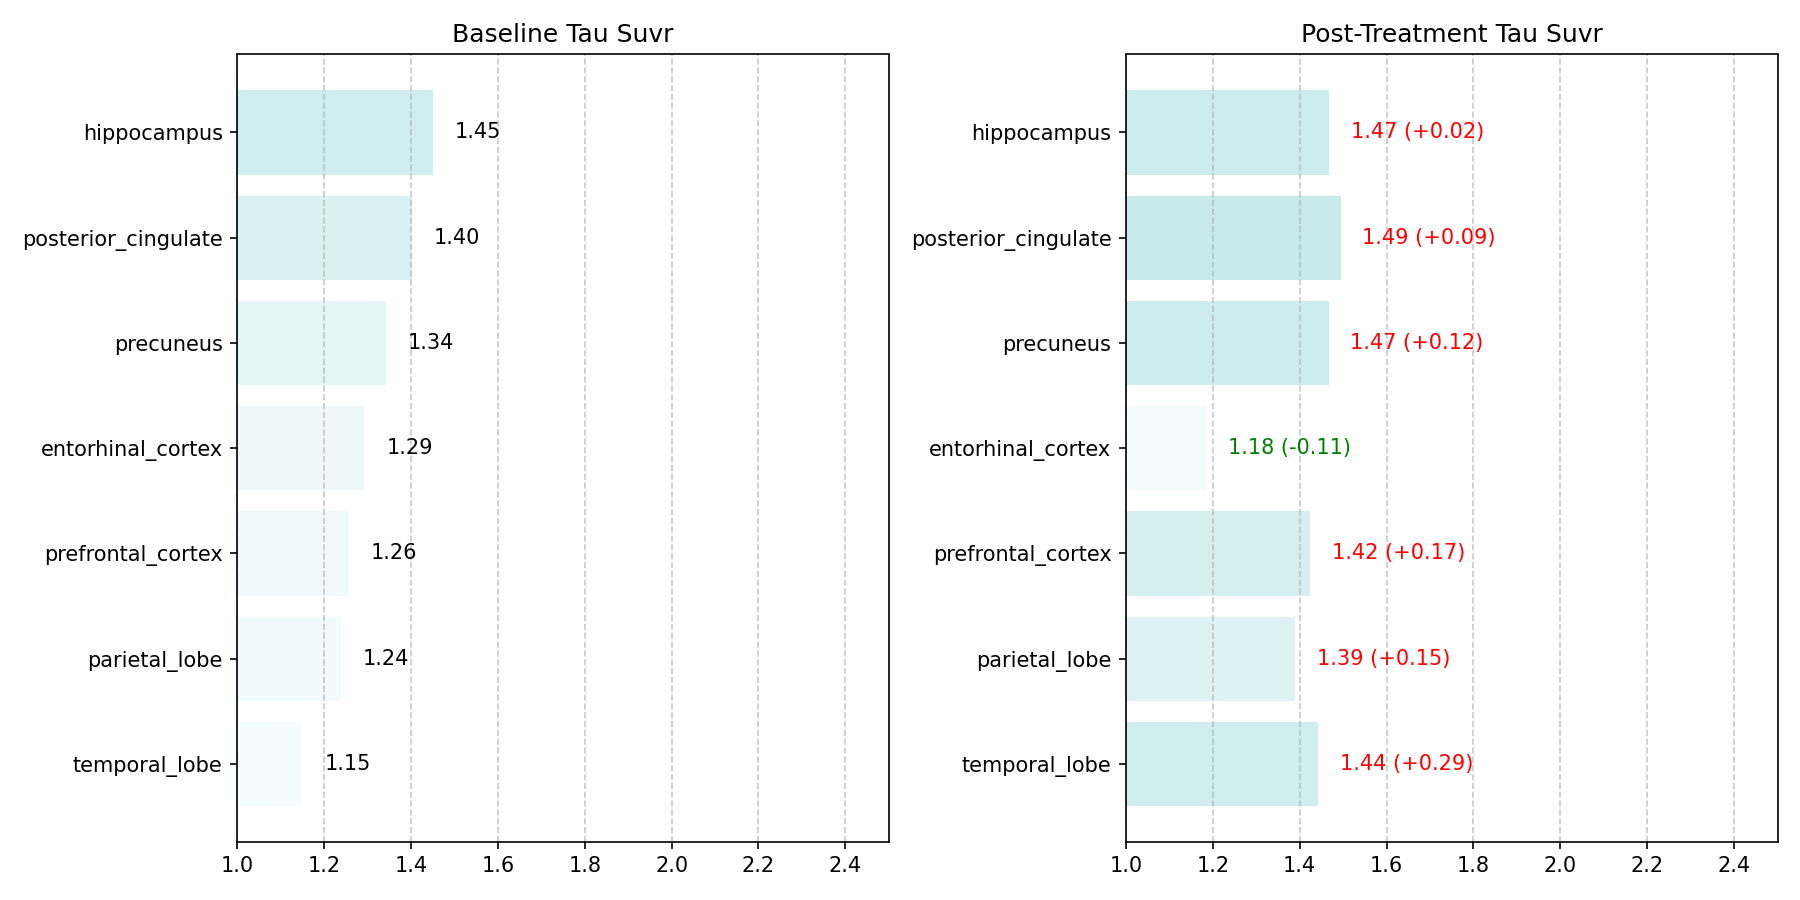 Baseline Tau Suvr
hippocampus 1.45
posterior_cingulate 1.40
precuneus 1.34
entorhinal_cortex 1.29
prefrontal_cortex 1.26
parietal_lobe 1.24
temporal_lobe 1.15
1.0 1.2 1.4 1.6 1.8 2.0 2.2 2.4
Post-Treatment Tau Suvr
hippocampus 1.47 (+0.02)
posterior_cingulate 1.49 (+0.09)
precuneus 1.47 (+0.12)
entorhinal_cortex 1.18 (-0.11)
prefrontal_cortex 1.42 (+0.17)
parietal_lobe 1.39 (+0.15)
temporal_lobe 1.44 (+0.29)
1.0 1.2 1.4 1.6 1.8 2.0 2.2 2.4